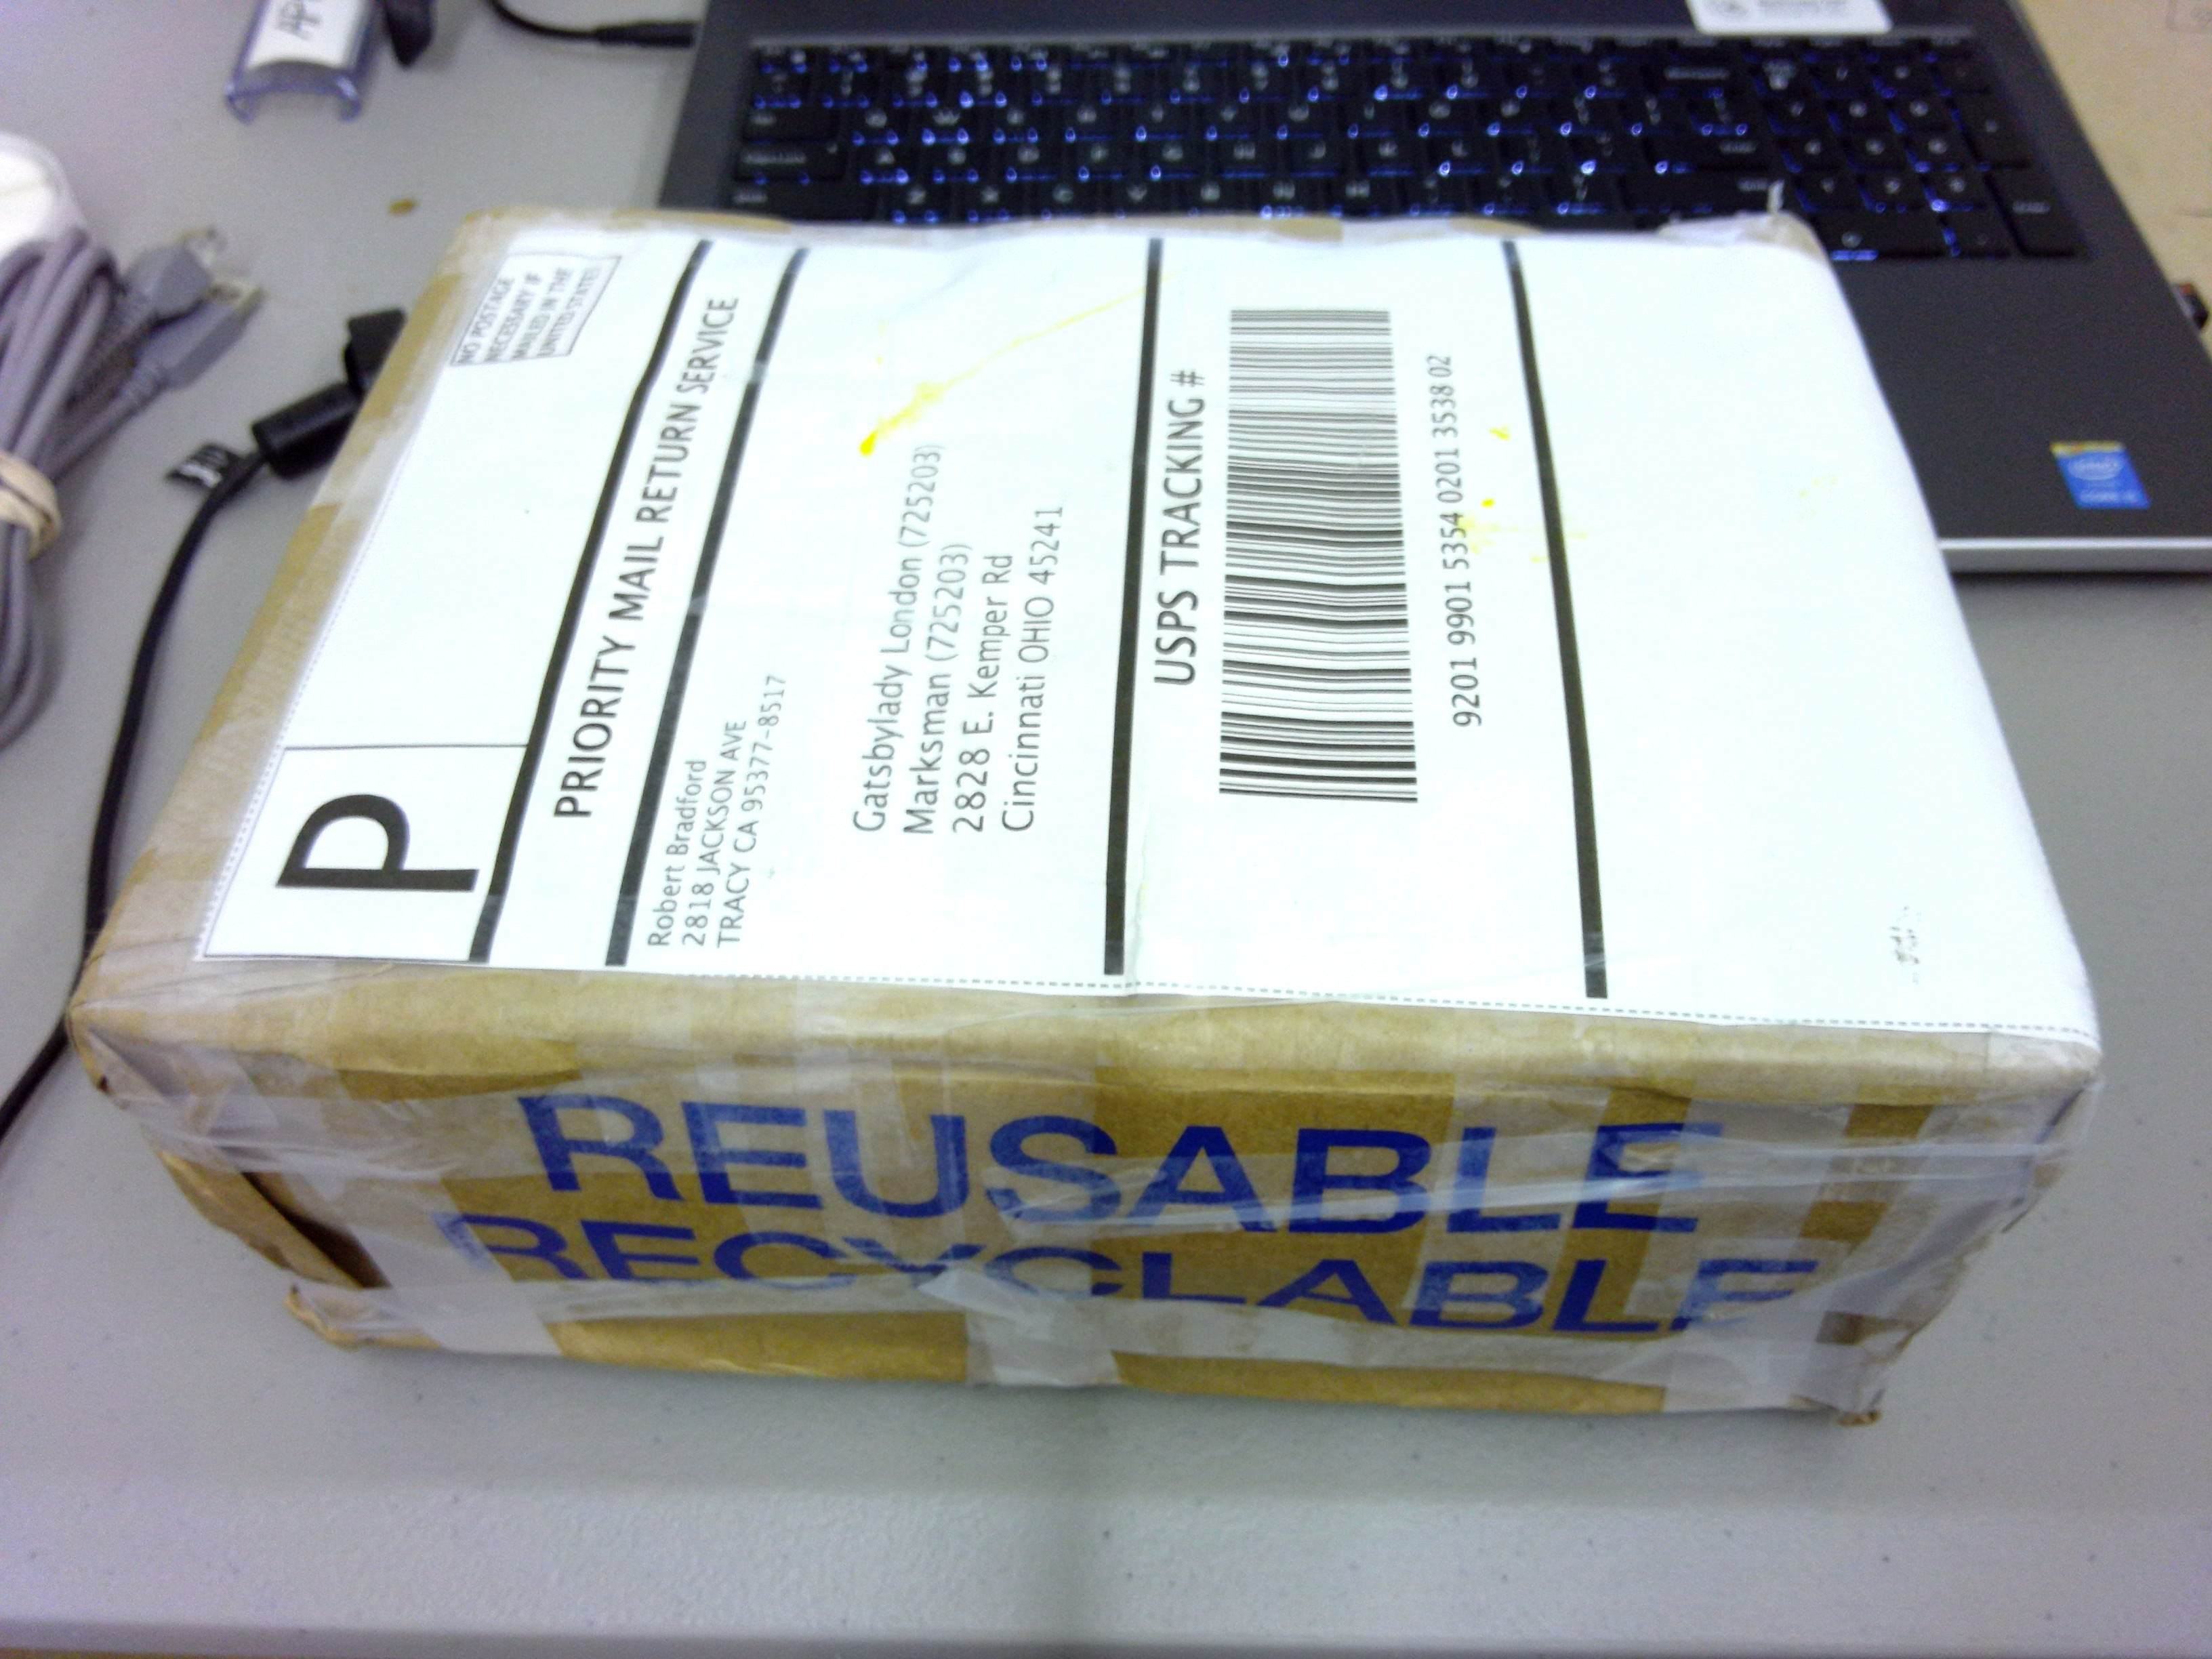 P
NO POSTAGE
NECESSARY IF
MAILED IN THE
UNITED STATES
PRIORITY MAIL RETURN SERVICE
Robert Bradford
28818 JACKSON AVE
TRACY CA 95377-8517
Gatsbylady London (725203)
Marksman (725203)
2828 E. Kemper Rd
Cincinnati OHIO 45241
USPS TRACKING #
9201 9901 5354 0201 3538 02
REUSABLE
RECYCLABLE